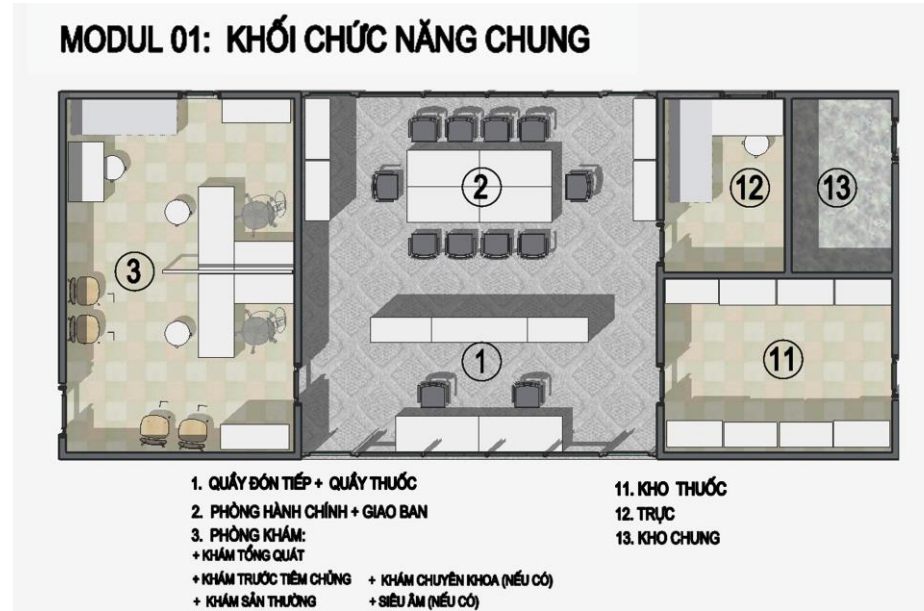 MODUL 01: KHỐI CHỨC NĂNG CHUNG
2
12
13
3
1
11
1. QUẦY ĐÓN TIẾP + QUẦY THUỐC
2. PHÒNG HÀNH CHÍNH + GIAO BAN
3. PHÒNG KHÁM:
+ KHÁM TỔNG QUÁT
+ KHÁM TRƯỚC TIÊM CHỦNG + KHÁM CHUYÊN KHOA (NẾU CÓ)
+ KHÁM SẢN THƯỜNG + SIÊU ÂM (NẾU CÓ)
11. KHO THUỐC
12. TRỰC
13. KHO CHUNG